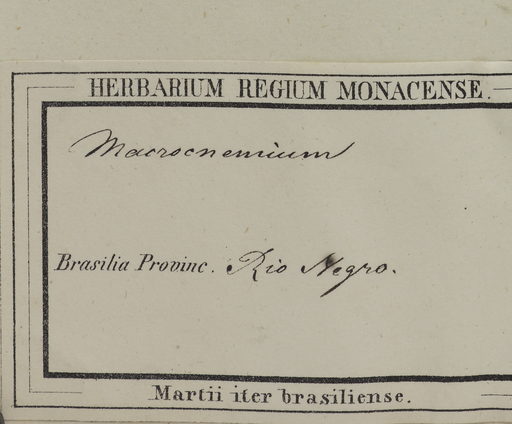 HERBARIUM REGIUM MONACENSE.
Macrocnemium
Brasilia Provinc. Rio Negro.
Martii iter brasiliense.